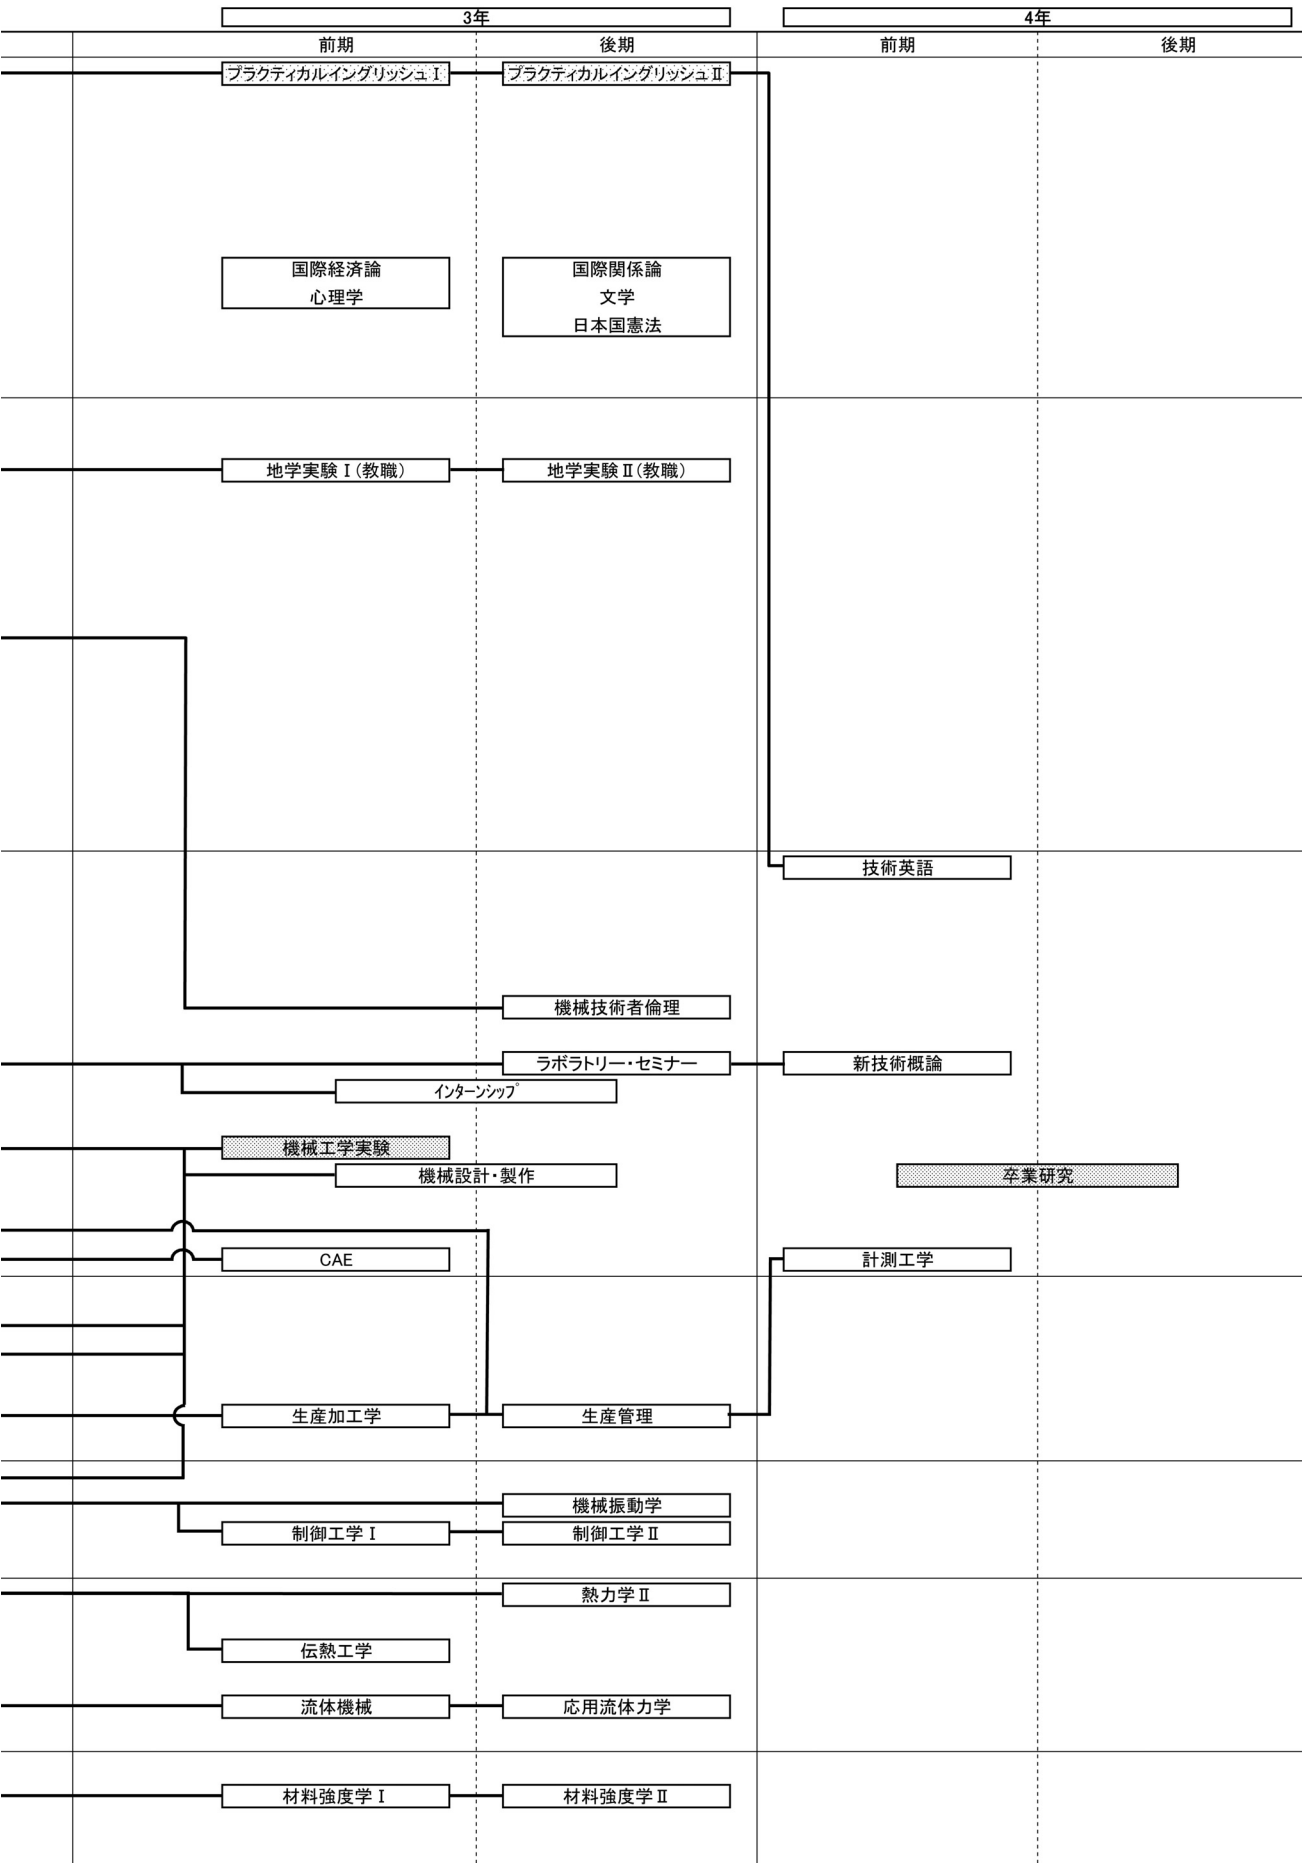 3年
4年
前期
後期
前期
後期
プラクティカルイングリッシュⅠ
プラクティカルイングリッシュⅡ
国際経済論
心理学
国際関係論
文学
日本国憲法
地学実験Ⅰ(教職)
地学実験Ⅱ(教職)
技術英語
機械技術者倫理
ラボラトリー・セミナー
新技術概論
インターンシップ
機械工学実験
機械設計・製作
卒業研究
CAE
計測工学
生産加工学
生産管理
機械振動学
制御工学Ⅰ
制御工学Ⅱ
熱力学Ⅱ
伝熱工学
流体機械
応用流体力学
材料強度学Ⅰ
材料強度学Ⅱ